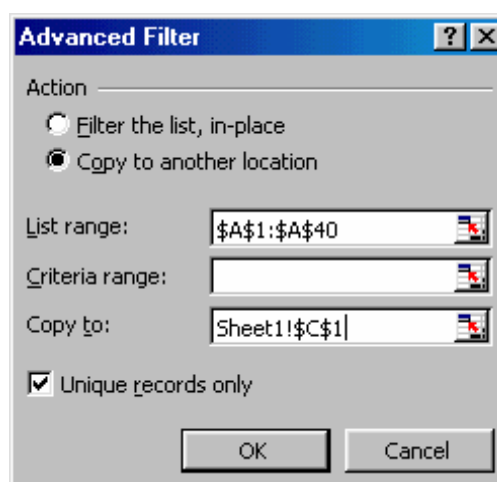 Advanced Filter
Action
Filter the list, in-place
Copy to another location
List range: $A$1:$A$40
Criteria range:
Copy to: Sheet1!$C$1
Unique records only
OK Cancel